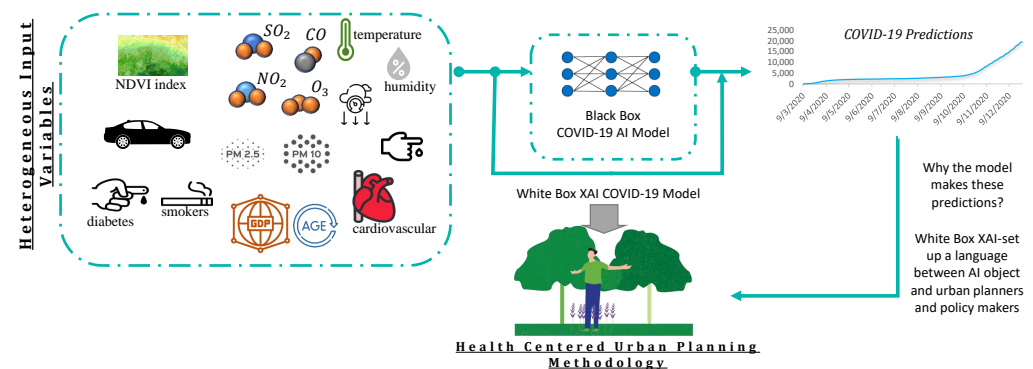 Heterogeneous Input
Variables
NDVI index
SO2
CO
temperature
NO2
O3
%
humidity
PM 2.5
PM 10
diabetes
smokers
GDP
AGE
cardiovascular
Black Box
COVID-19 AI Model
White Box XAI COVID-19 Model
COVID-19 Predictions
25,000
20,000
15,000
10,000
5,000
0
9/3/2020
9/4/2020
9/5/2020
9/6/2020
9/7/2020
9/8/2020
9/9/2020
9/10/2020
9/11/2020
9/12/2020
Why the model
makes these
predictions?
White Box XAI-set
up a language
between AI object
and urban planners
and policy makers
Health Centered Urban Planning
Methodology